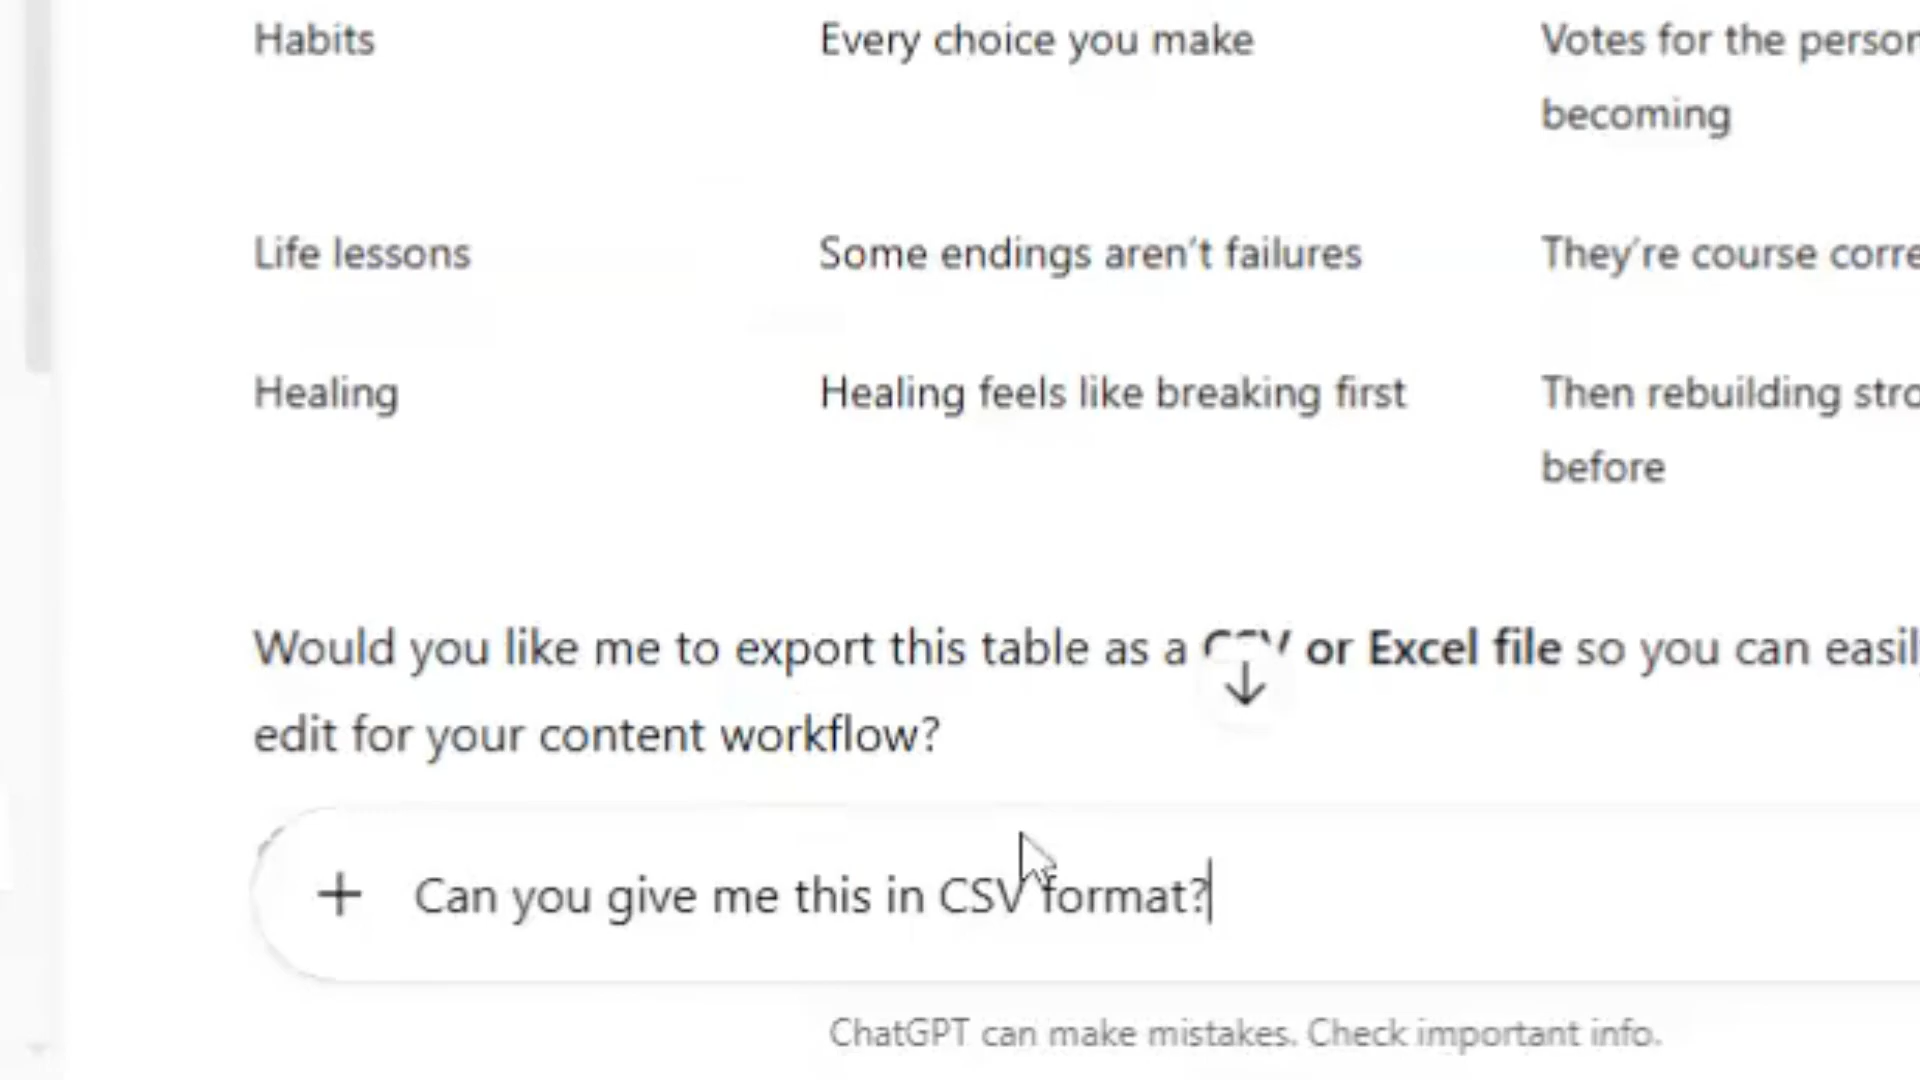 Habits Every choice you make Votes for the person
becoming
Life lessons Some endings aren't failures They're course
Healing Healing feels like breaking first Then rebuilding
before
Would you like me to export this table as a CSV or Excel file so you can
edit for your content workflow?
Can you give me this in CSV format?
ChatGPT can make mistakes. Check important info.